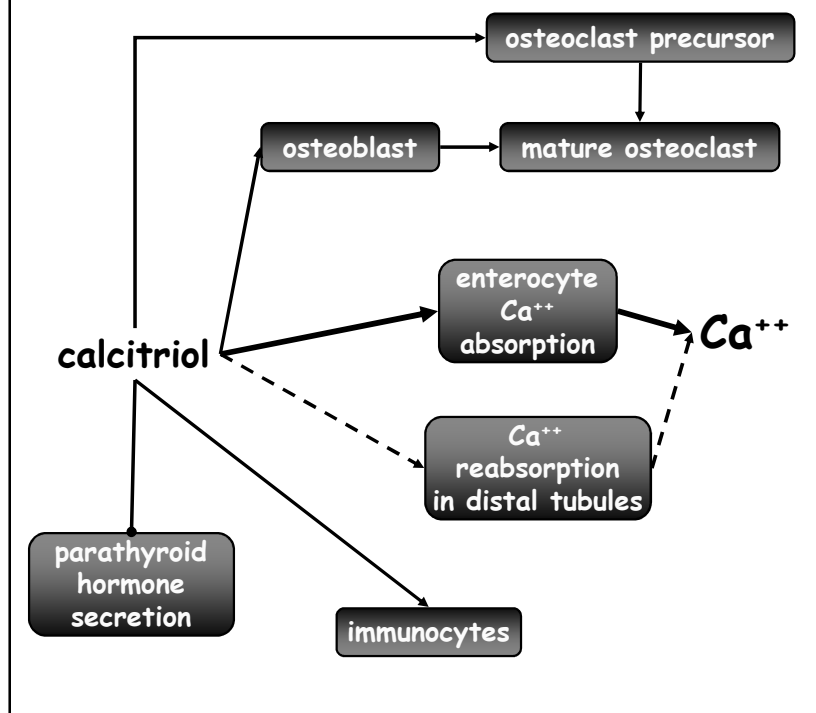 osteoclast precursor
osteoblast
mature osteoclast
enterocyte
Ca⁺⁺
absorption
Ca⁺⁺
calcitriol
Ca⁺⁺
reabsorption
in distal tubules
parathyroid
hormone
secretion
immunocytes